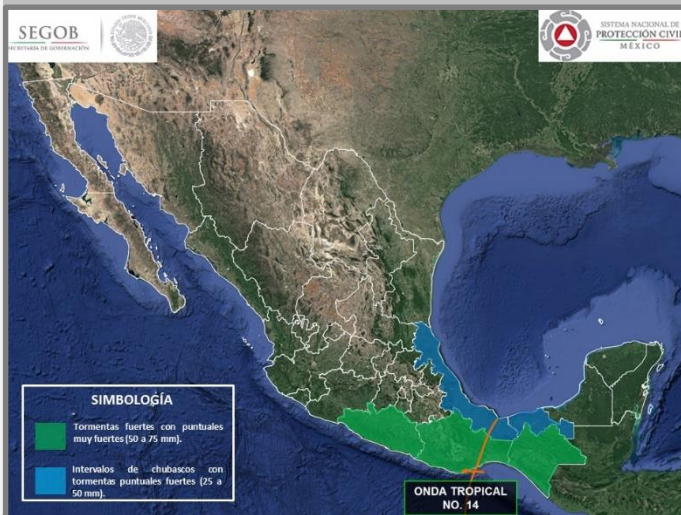 SEGOB
SECRETARÍA DE GOBERNACIÓN
SISTEMA NACIONAL DE
PROTECCIÓN CIVIL
MÉXICO
SIMBOLOGÍA
Tormentas fuertes con puntuales
muy fuertes (50 a 75 mm).
Intervalos de chubascos con
tormentas puntuales fuertes (25 a
50 mm).
ONDA TROPICAL
NO. 14